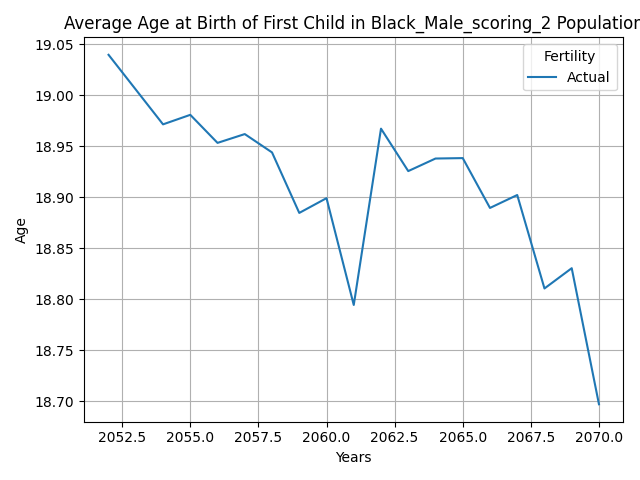 Average Age at Birth of First Child in Black_Male_scoring_2 Population
Fertility
Actual
19.05
19.00
18.95
18.90
18.85
18.80
18.75
18.70
Age
2052.5 2055.0 2057.5 2060.0 2062.5 2065.0 2067.5 2070.0
Years